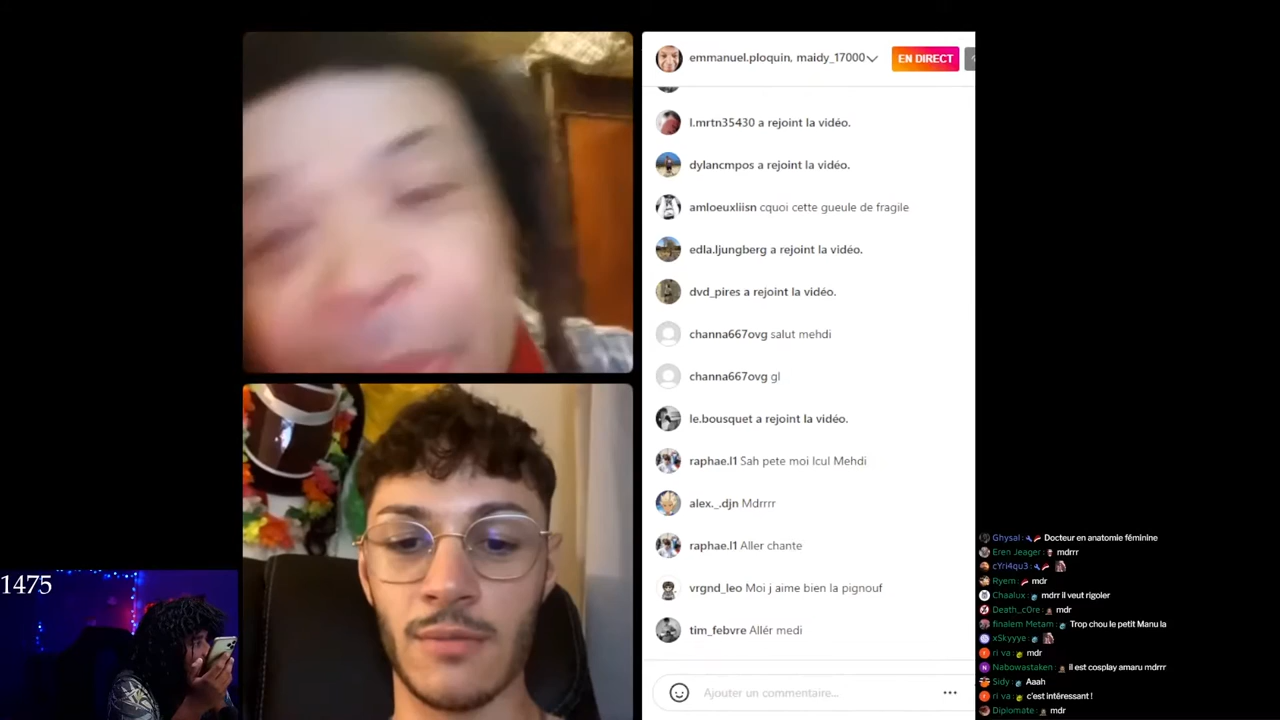 emmanuel.ploquin, maidy_17000
EN DIRECT
l.mrtn35430 a rejoint la vidéo.
dylancmpos a rejoint la vidéo.
amloeuxliisn cquoi cette gueule de fragile
edla.ljungberg a rejoint la vidéo.
dvd_pires a rejoint la vidéo.
channa667ovg salut mehdi
channa667ovg gl
le.bousquet a rejoint la vidéo.
raphae.l1 Sah pete moi lcul Mehdi
alex._.djn Mdrrrr
raphae.l1 Aller chante
vrgnd_leo Moi j aime bien la pignouf
tim_febvre Allér medi
Ajouter un commentaire...
1475
Ghysal: Docteur en anatomie féminine
Eren Jeager: mdrrr
cYri4qu3:
Ryem: mdr
Chaalux: mdrr il veut rigoler
Death_c0re: mdr
finalem Metam: Trop chou le petit Manu la
xSkyyye:
ri va: mdr
Nabowastaken: il est cosplay amaru mdrrr
Sidy: Aaah
ri va: c'est intéressant !
Diplomate: mdr